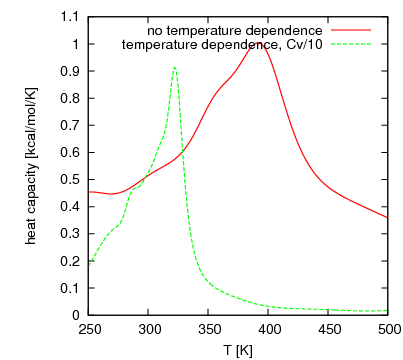 1.1
1
0.9
0.8
0.7
0.6
0.5
0.4
0.3
0.2
0.1
0
heat capacity [kcal/mol/K]
no temperature dependence
temperature dependence, Cv/10
250 300 350 400 450 500
T [K]